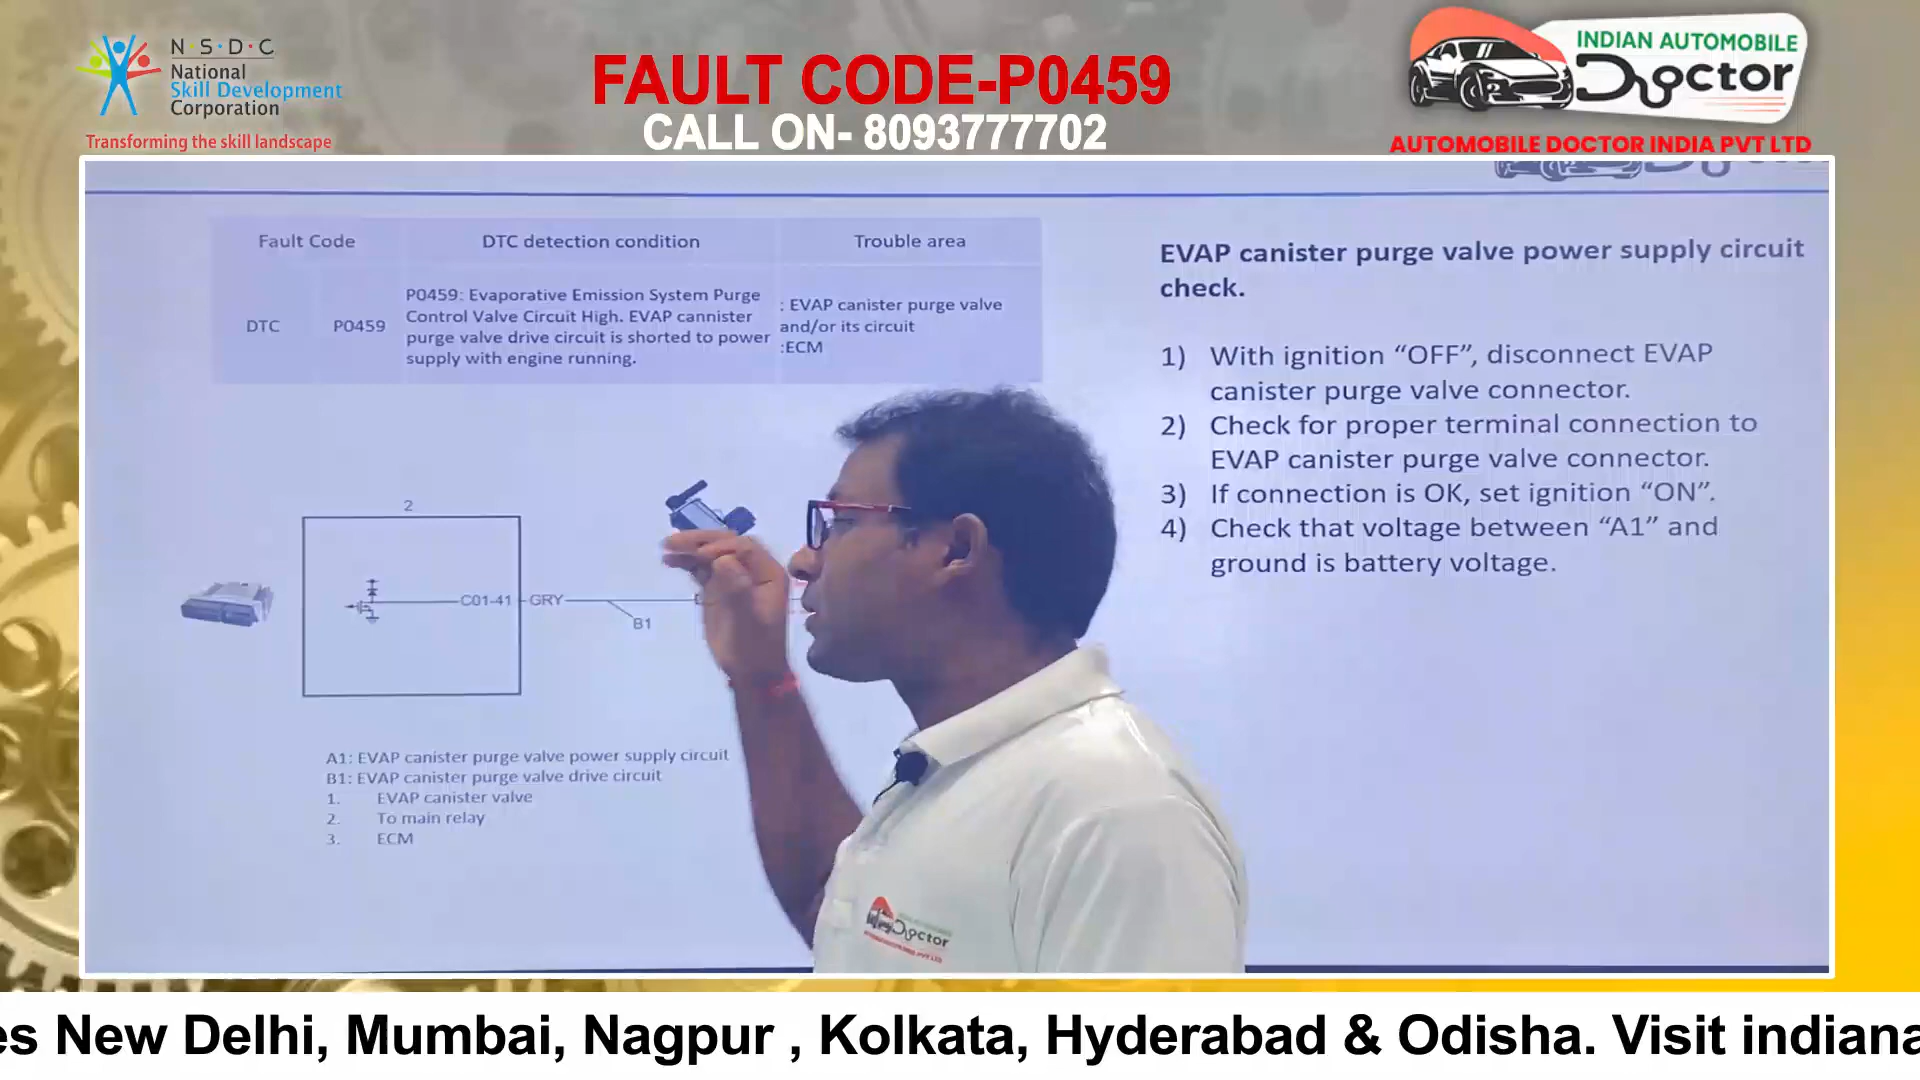 N·S·D·C
National
Skill Development
Corporation
Transforming the skill landscape
FAULT CODE-P0459
CALL ON- 8093777702
INDIAN AUTOMOBILE
Doctor
AUTOMOBILE DOCTOR INDIA PVT LTD
Fault Code
DTC detection condition
Trouble area
DTC
P0459
P0459: Evaporative Emission System Purge
Control Valve Circuit High. EVAP cannister
purge valve drive circuit is shorted to power
supply with engine running.
: EVAP canister purge valve
and/or its circuit
:ECM
EVAP canister purge valve power supply circuit
check.
1) With ignition “OFF”, disconnect EVAP
canister purge valve connector.
2) Check for proper terminal connection to
EVAP canister purge valve connector.
3) If connection is OK, set ignition “ON”.
4) Check that voltage between “A1” and
ground is battery voltage.
2
C01-41
GRY
B1
A1: EVAP canister purge valve power supply circuit
B1: EVAP canister purge valve drive circuit
1. EVAP canister valve
2. To main relay
3. ECM
Doctor
es New Delhi, Mumbai, Nagpur , Kolkata, Hyderabad & Odisha. Visit indiana